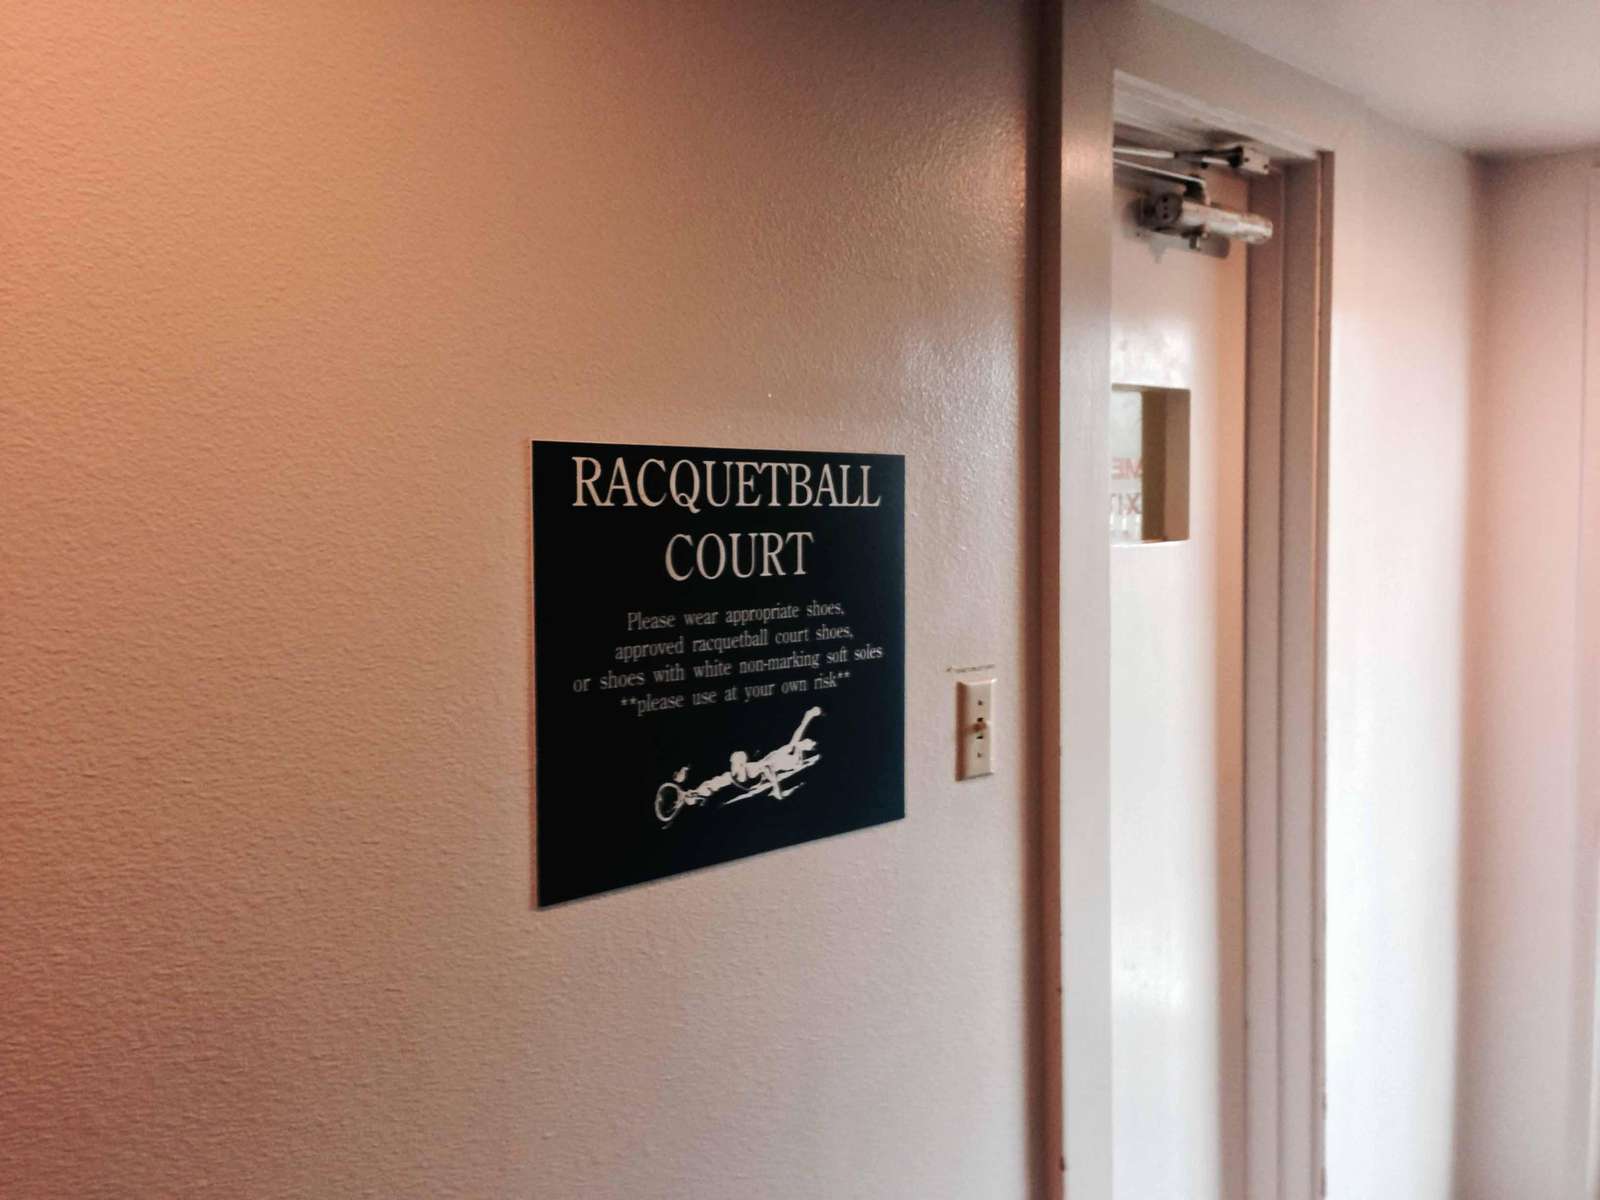 RACQUETBALL
COURT
Please wear appropriate shoes,
approved racquetball court shoes,
or shoes with white non-marking soft soles
**please use at your own risk**